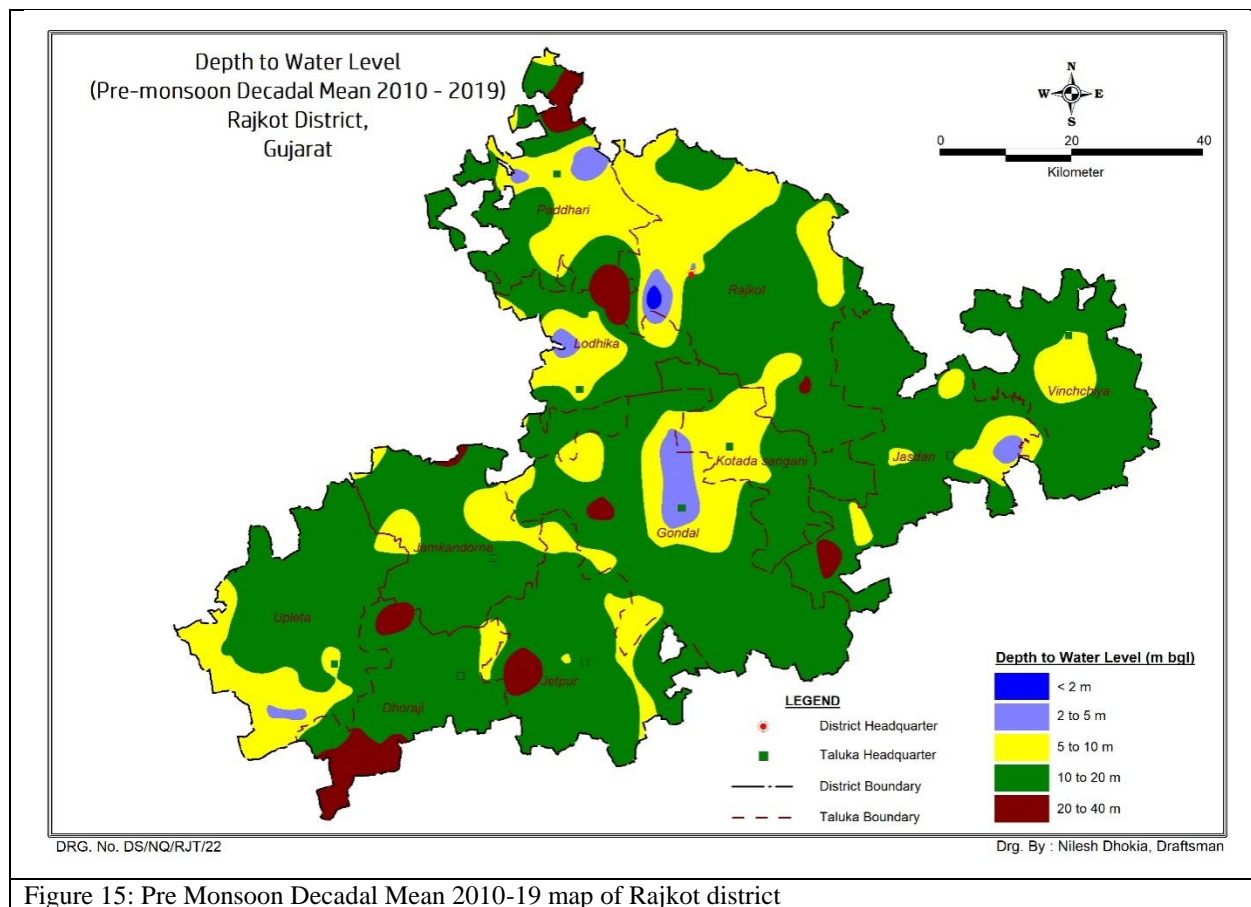 Depth to Water Level
(Pre-monsoon Decadal Mean 2010 - 2019)
Rajkot District,
Gujarat
N
W E
S
0 20 40
Kilometer
Paddhari
Rajkot
Lodhika
Vinchchiya
Jasdan
Kotada sangani
Gondal
Jamkandorna
Upleta
Jetpur
Dhoraji
LEGEND
District Headquarter
Taluka Headquarter
District Boundary
Taluka Boundary
Depth to Water Level (m bgl)
< 2 m
2 to 5 m
5 to 10 m
10 to 20 m
20 to 40 m
DRG. No. DS/NQ/RJT/22
Drg. By : Nilesh Dhokia, Draftsman
Figure 15: Pre Monsoon Decadal Mean 2010-19 map of Rajkot district